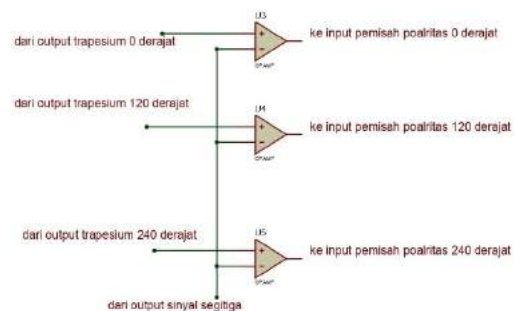 U3
dari output trapesium 0 derajat
ke input pemisah poalritas 0 derajat
OPAMP
U4
dari output trapesium 120 derajat
ke input pemisah poalritas 120 derajat
OPAMP
U5
dari output trapesium 240 derajat
ke input pemisah poalritas 240 derajat
OPAMP
dari output sinyal segitiga